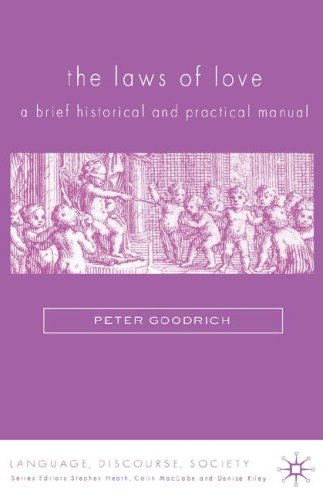 the laws of love
a brief historical and practical manual
PETER GOODRICH
LANGUAGE, DISCOURSE, SOCIETY
Series Editors Stephen Heath, Colin MacCabe and Denise Riley